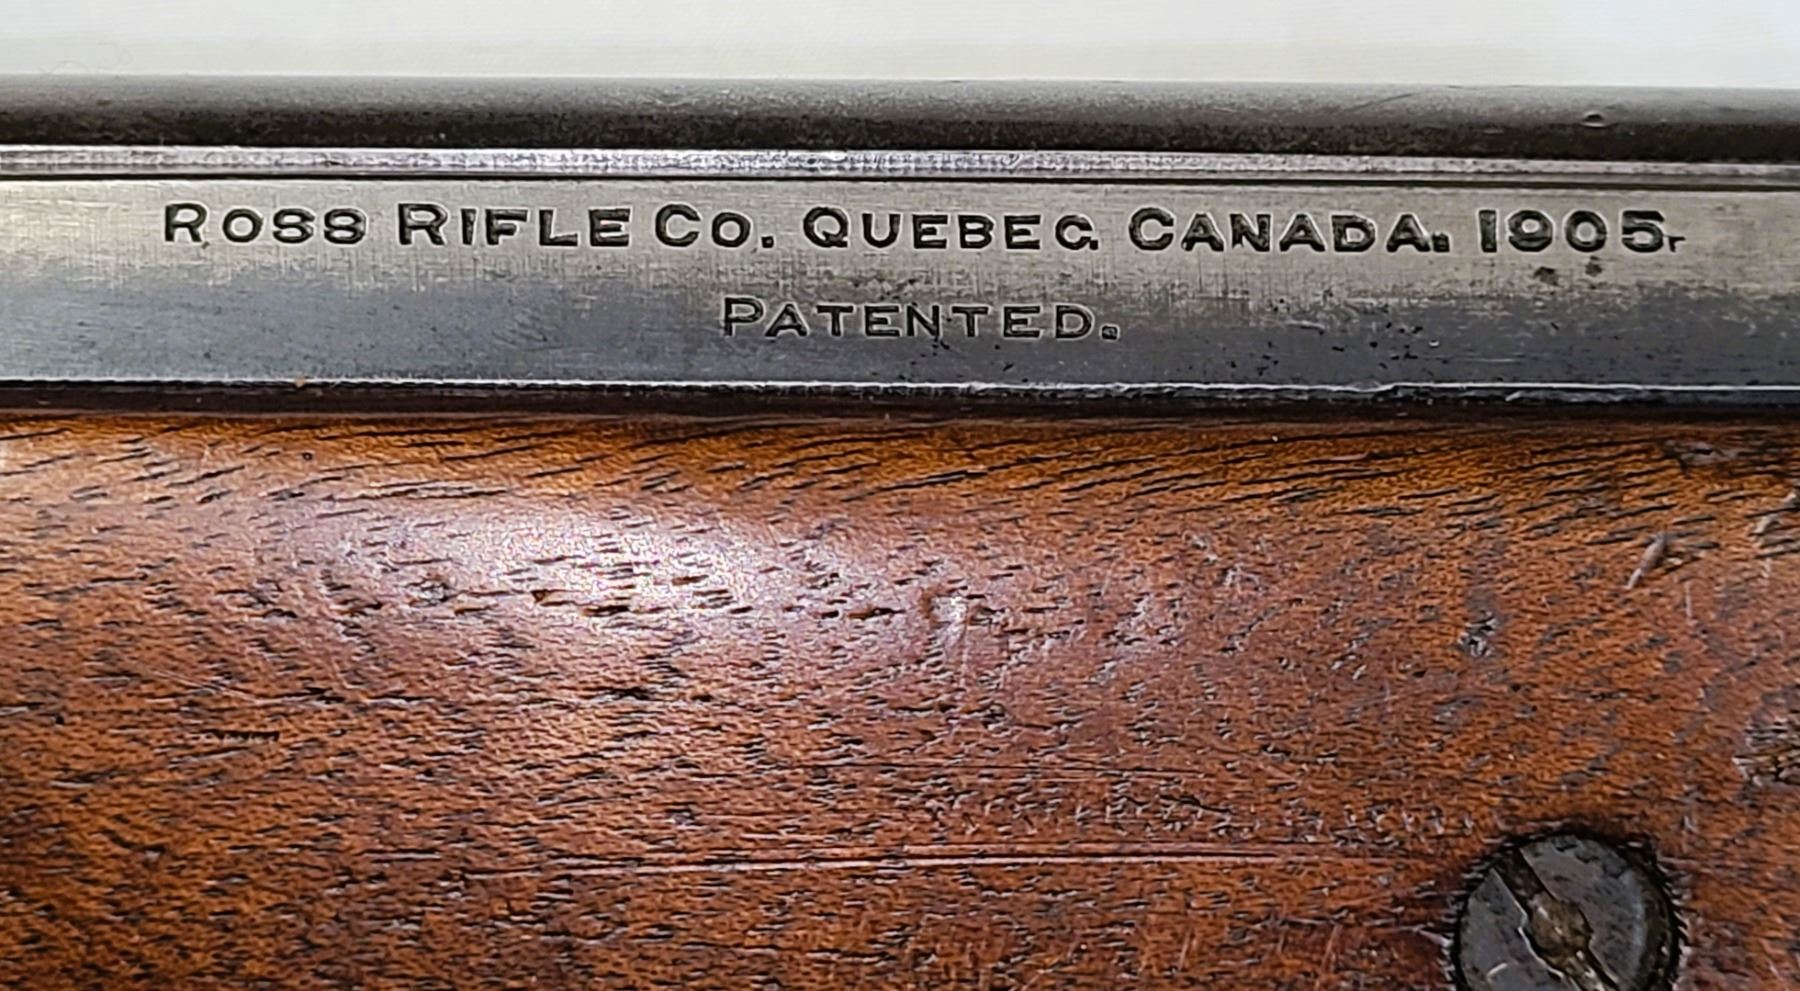 ROSS RIFLE CO. QUEBEC. CANADA. 1905.
PATENTED.